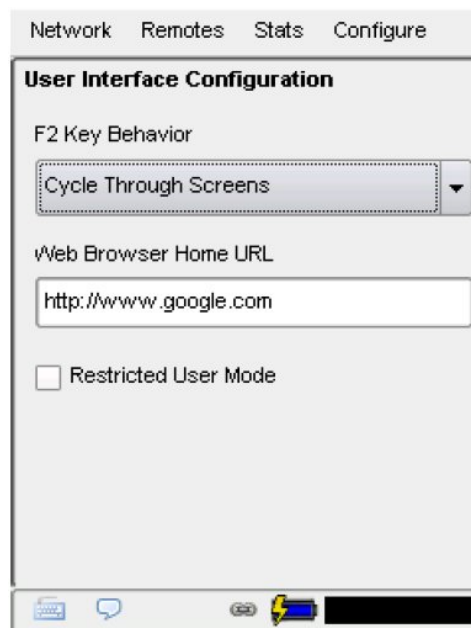 Network Remotes Stats Configure
User Interface Configuration
F2 Key Behavior
Cycle Through Screens
Web Browser Home URL
http://www.google.com
Restricted User Mode